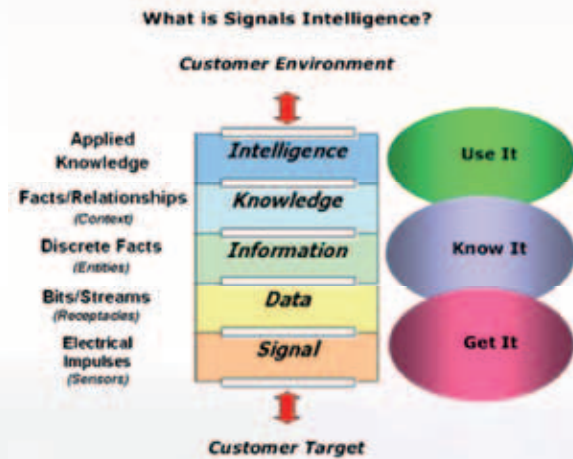 What is Signals Intelligence?
Customer Environment
Applied
Knowledge
Intelligence
Use It
Facts/Relationships
(Context)
Knowledge
Discrete Facts
(Entities)
Information
Know It
Bits/Streams
(Receptacles)
Data
Electrical
Impulses
(Sensors)
Signal
Get It
Customer Target